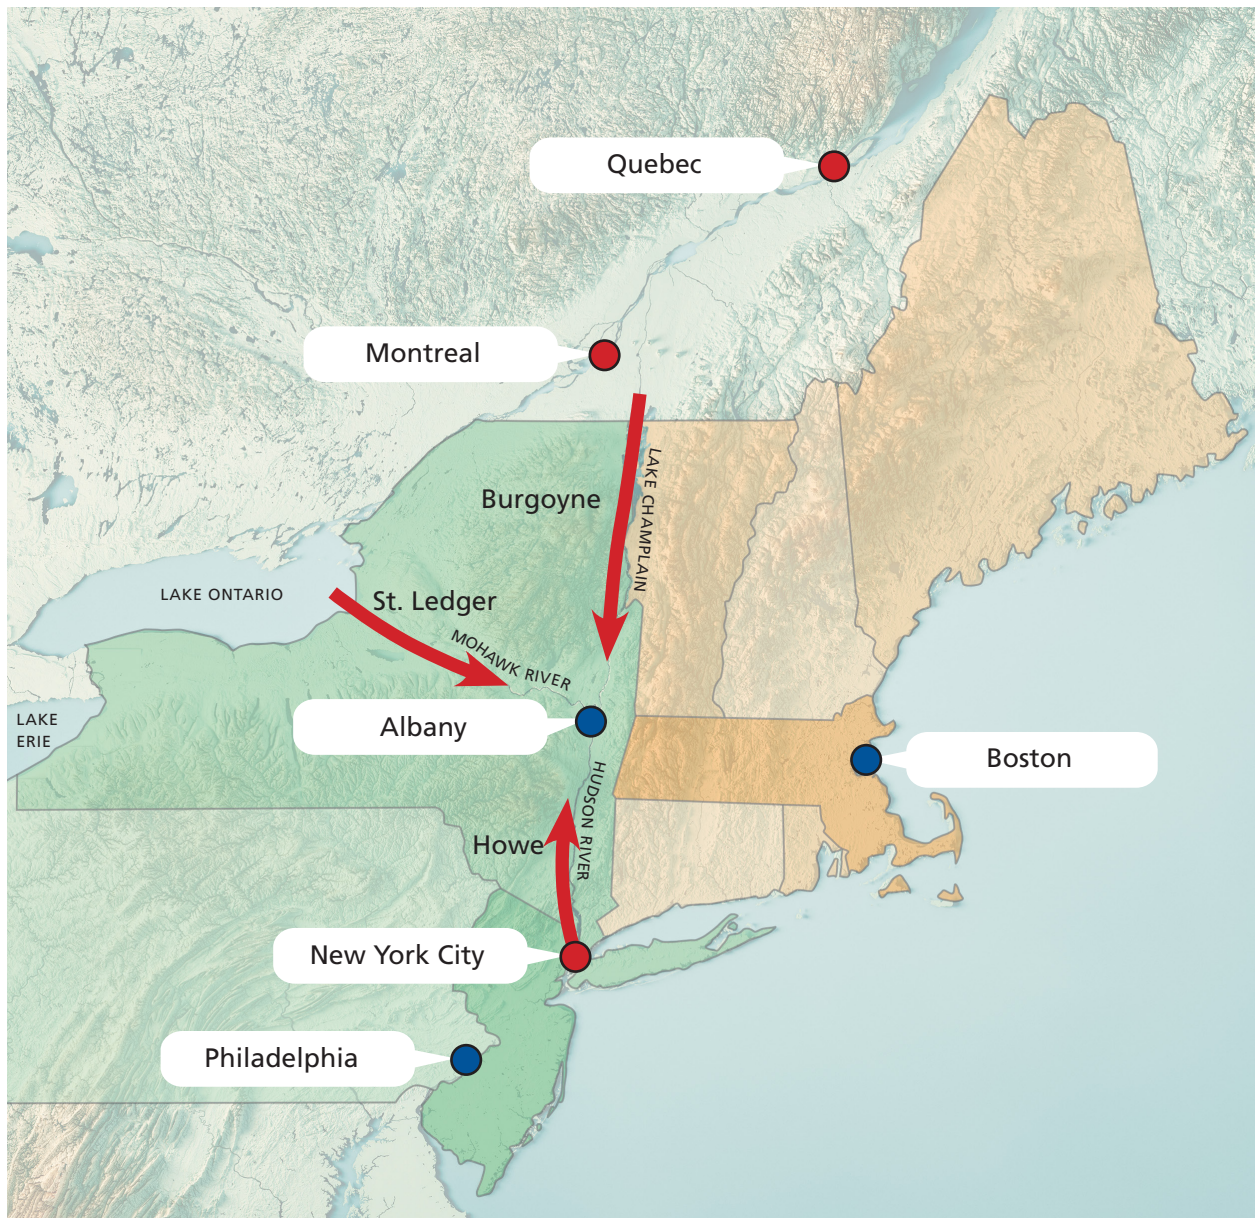 Quebec
Montreal
Burgoyne
LAKE CHAMPLAIN
LAKE ONTARIO
St. Ledger
MOHAWK RIVER
LAKE
ERIE
Albany
Boston
HUDSON RIVER
Howe
New York City
Philadelphia